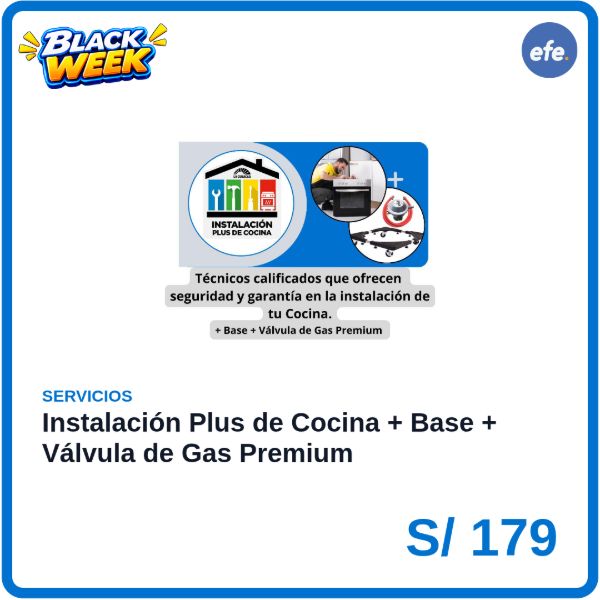 BLACK
WEEK
efe.
INSTALACIÓN
PLUS DE COCINA
+
Técnicos calificados que ofrecen
seguridad y garantía en la instalación de
tu Cocina.
+ Base + Válvula de Gas Premium
SERVICIOS
Instalación Plus de Cocina + Base +
Válvula de Gas Premium
S/ 179